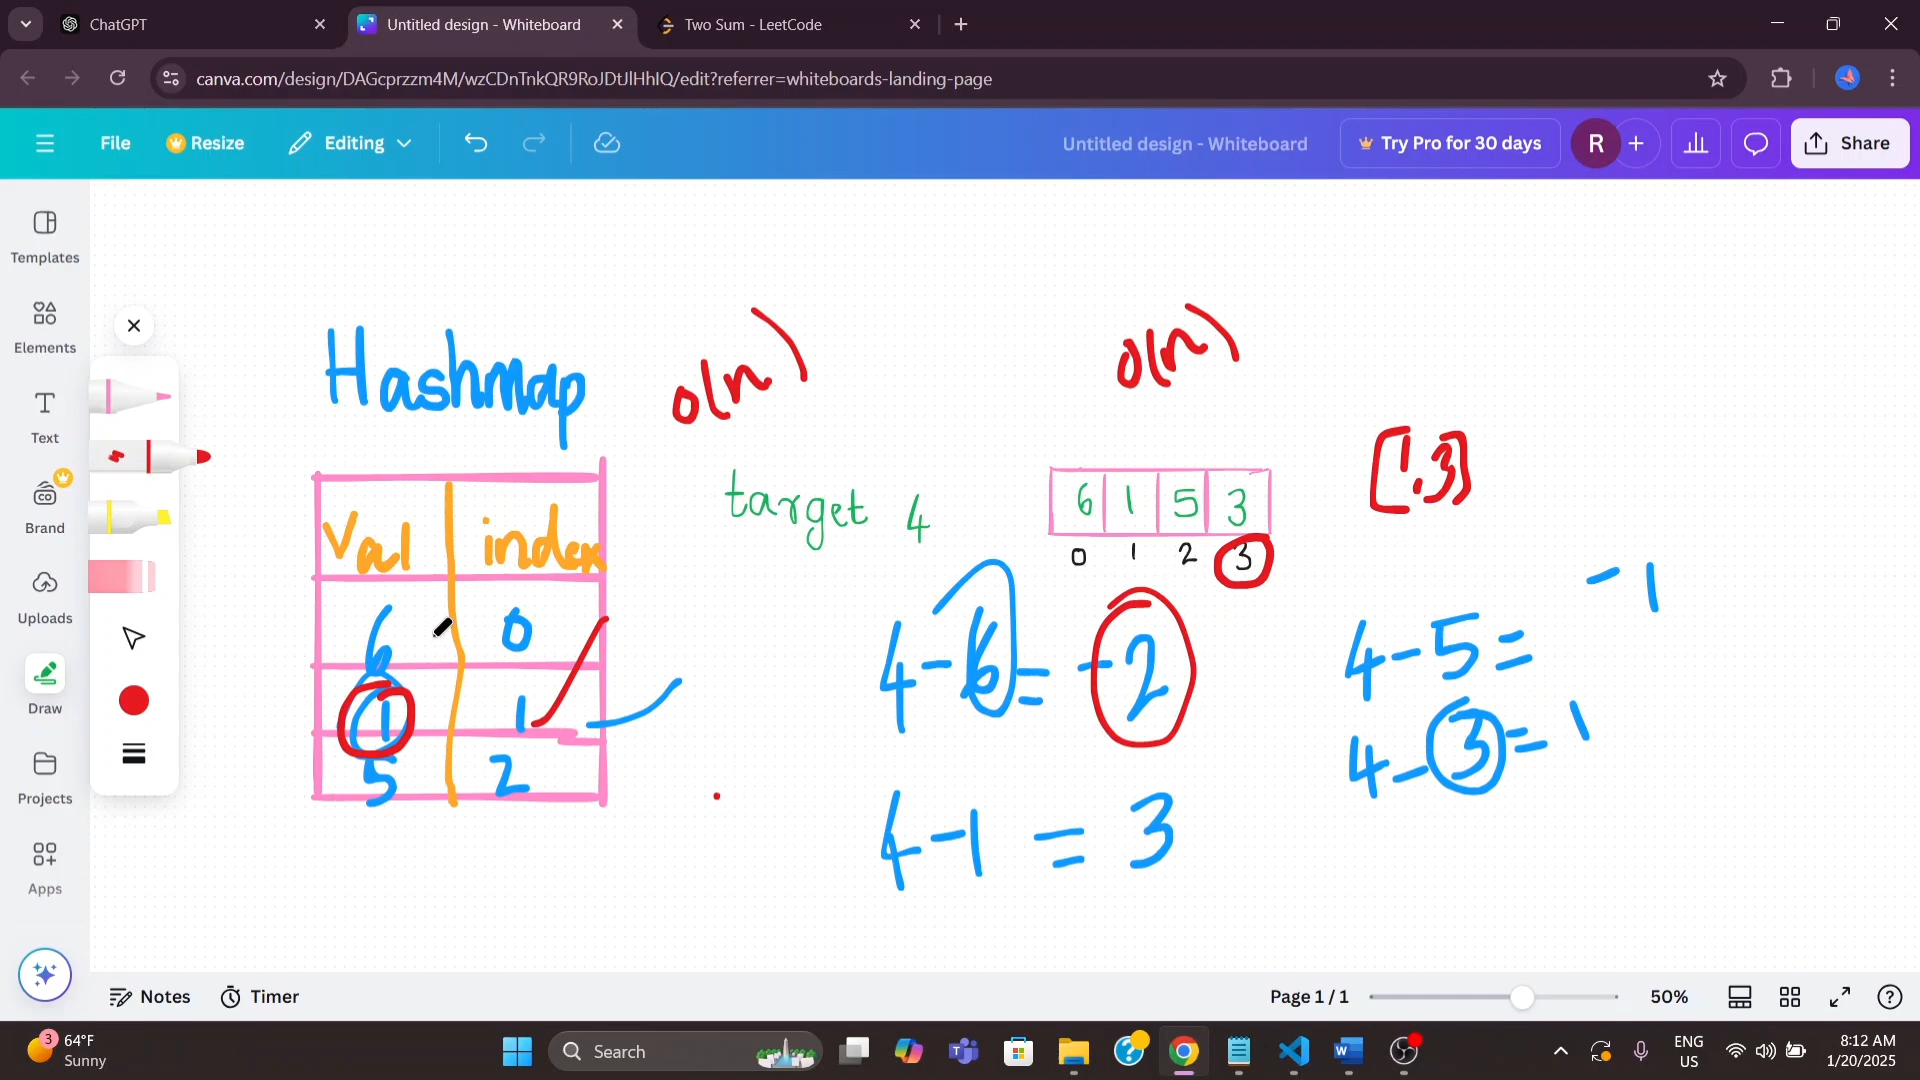 ChatGPT
Untitled design - Whiteboard
Two Sum - LeetCode
canva.com/design/DAGcprzzm4M/wzCDnTnkQR9RoJDtJlHhIQ/edit?referrer=whiteboards-landing-page
File
Resize
Editing
Untitled design - Whiteboard
Try Pro for 30 days
R
Share
Templates
Elements
Text
Brand
Uploads
Draw
Projects
Apps
Hashmap
o(n)
o(n)
Val index
6 0
1 1
5 2
target 4
6 1 5 3
0 1 2 3
[1,3]
4-6=-2
4-1=3
4-5=-1
4-3=1
Notes
Timer
Page 1 / 1
50%
3
64°F
Sunny
Search
ENG
US
8:12 AM
1/20/2025